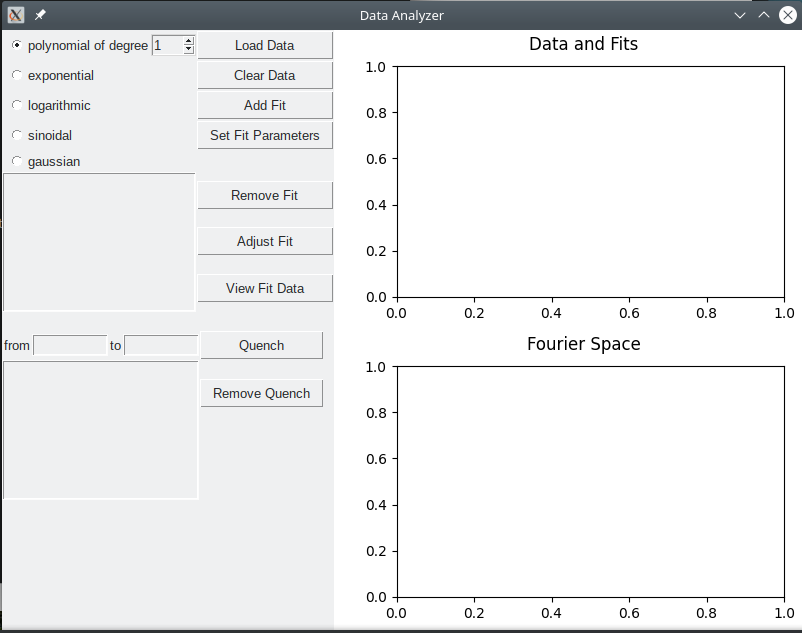 Data Analyzer
polynomial of degree 1 Load Data
exponential Clear Data
logarithmic Add Fit
sinoidal Set Fit Parameters
gaussian
Remove Fit
Adjust Fit
View Fit Data
from to Quench
Remove Quench
Data and Fits
1.0
0.8
0.6
0.4
0.2
0.0
0.0 0.2 0.4 0.6 0.8 1.0
Fourier Space
1.0
0.8
0.6
0.4
0.2
0.0
0.0 0.2 0.4 0.6 0.8 1.0